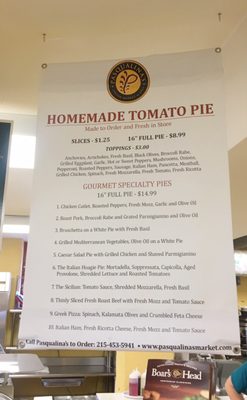 PASQUALINA'S
HOMEMADE TOMATO PIE
Made to Order and Fresh in Store
SLICES - $1.25 16" FULL PIE - $8.99
TOPPINGS - $3.00
Anchovies, Artichokes, Fresh Basil, Black Olives, Broccoli Rabe,
Grilled Eggplant, Garlic, Hot or Sweet Peppers, Mushrooms, Onions,
Pepperoni, Roasted Peppers, Sausage, Italian Ham, Pancetta, Meatball,
Grilled Chicken, Spinach, Fresh Mozzarella, Fresh Tomato, Fresh Ricotta
GOURMET SPECIALTY PIES
16" FULL PIE - $14.99
1. Chicken Cutlet, Roasted Peppers, Fresh Mozz, Garlic and Olive Oil
2. Roast Pork, Broccoli Rabe and Grated Parmigianno and Olive Oil
3. Bruschetta on a White Pie with Fresh Basil
4. Grilled Mediterranean Vegetables, Olive Oil on a White Pie
5. Caesar Salad Pie with Grilled Chicken and Shaved Parmigianno
6. The Italian Hoagie Pie: Mortadella, Soppressata, Capicolla, Aged
Provolone, Shredded Lettuce and Roasted Tomatoes
7. The Sicilian: Tomato Sauce, Shredded Mozzarella, Fresh Basil
8. Thinly Sliced Fresh Roast Beef with Fresh Mozz and Tomato Sauce
9. Greek Pizza: Spinach, Kalamata Olives and Crumbled Feta Cheese
10. Italian Ham, Fresh Ricotta Cheese, Fresh Mozz and Tomato Sauce
Call Pasqualina's to Order: 215-453-5941 • www.pasqualinasmarket.com
Boar's Head